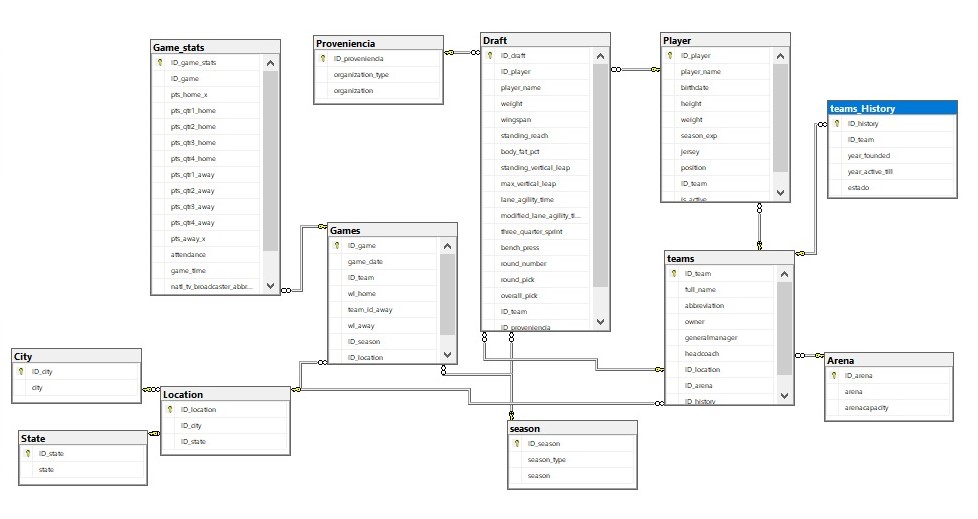 Game_stats
ID_game_stats
ID_game
pts_home_x
pts_qtr1_home
pts_qtr2_home
pts_qtr3_home
pts_qtr4_home
pts_qtr1_away
pts_qtr2_away
pts_qtr3_away
pts_qtr4_away
pts_away_x
attendance
game_time
natl_tv_broadcaster_abbr...
Proveniencia
ID_proveniencia
organization_type
organization
Draft
ID_draft
ID_player
player_name
weight
wingspan
standing_reach
body_fat_pct
standing_vertical_leap
max_vertical_leap
lane_agility_time
modified_lane_agility_ti...
three_quarter_sprint
bench_press
round_number
round_pick
overall_pick
ID_team
ID_proveniencia
Player
ID_player
player_name
birthdate
height
weight
season_exp
jersey
position
ID_team
is_active
teams_History
ID_history
ID_team
year_founded
year_active_till
estado
Games
ID_game
game_date
ID_team
wl_home
team_id_away
wl_away
ID_season
ID_location
teams
ID_team
full_name
abbreviation
owner
generalmanager
headcoach
ID_location
ID_arena
ID_history
City
ID_city
city
Location
ID_location
ID_city
ID_state
State
ID_state
state
season
ID_season
season_type
season
Arena
ID_arena
arena
arenacapacity